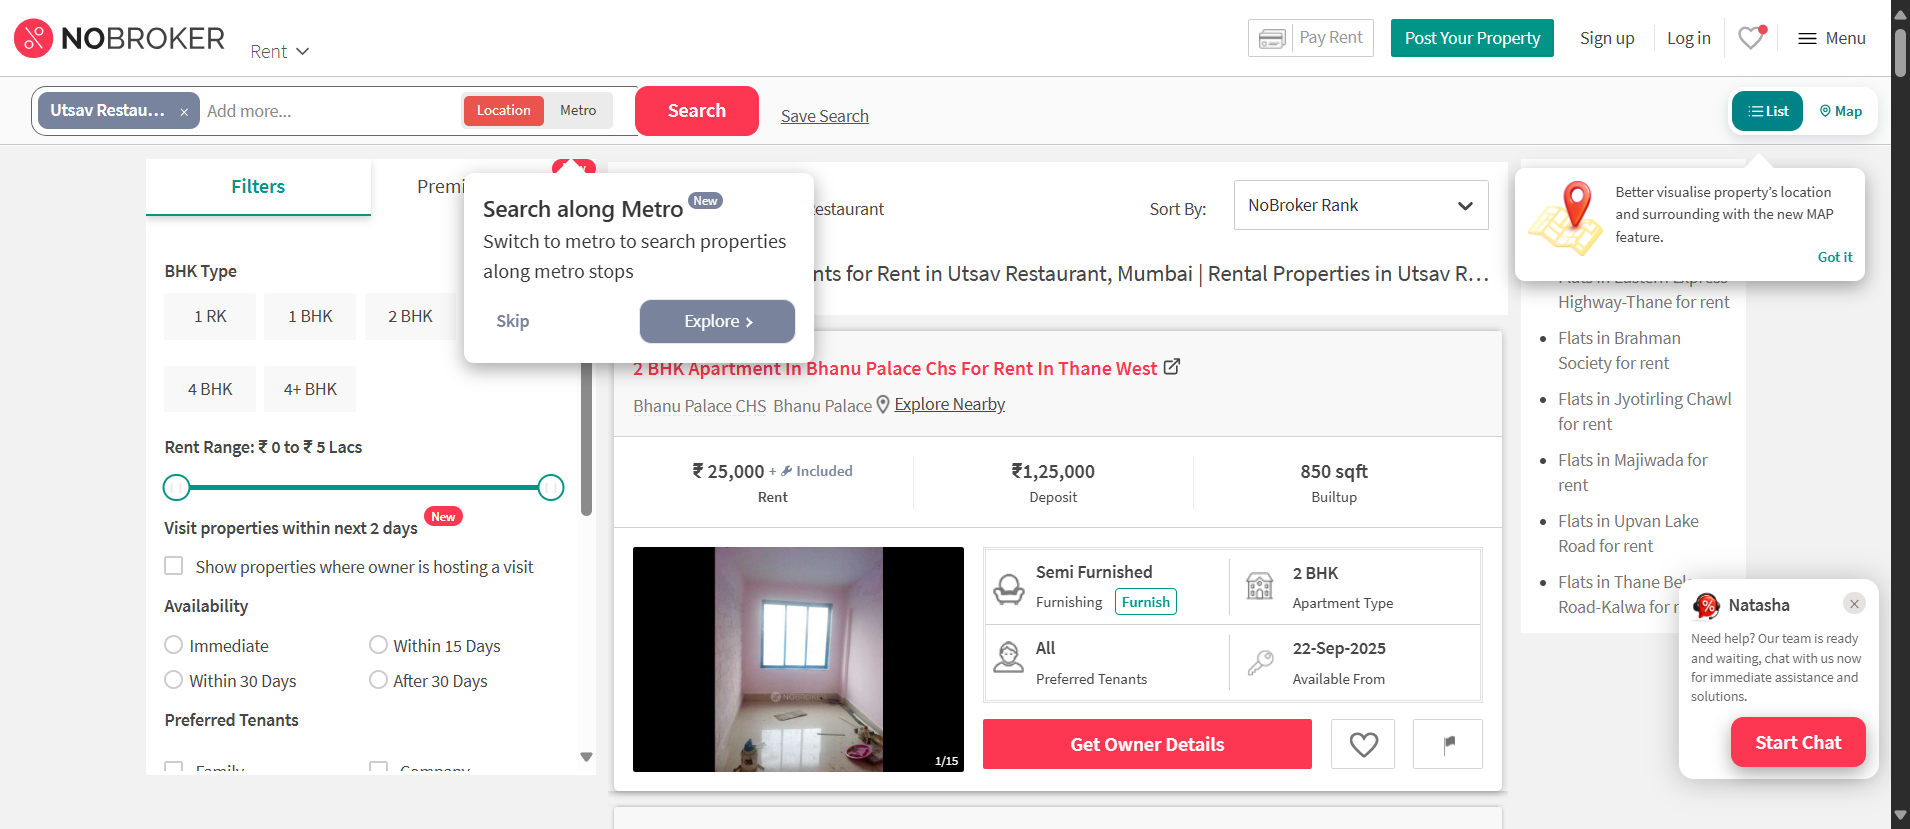 NOBROKER
Rent
Pay Rent
Post Your Property
Sign up
Log in
Menu
Utsav Restau... ×
Add more...
Location
Metro
Search
Save Search
List
Map
Filters
Premi
Search along Metro New
Switch to metro to search properties
along metro stops
Skip
Explore ›
Restaurant
Sort By:
NoBroker Rank
nts for Rent in Utsav Restaurant, Mumbai | Rental Properties in Utsav R...
Better visualise property's location
and surrounding with the new MAP
feature.
Got it
BHK Type
1 RK
1 BHK
2 BHK
4 BHK
4+ BHK
Rent Range: ₹ 0 to ₹ 5 Lacs
Visit properties within next 2 days New
Show properties where owner is hosting a visit
Availability
Immediate
Within 15 Days
Within 30 Days
After 30 Days
Preferred Tenants
Family
Company
2 BHK Apartment In Bhanu Palace Chs For Rent In Thane West
Bhanu Palace CHS Bhanu Palace Explore Nearby
₹ 25,000 + Included
Rent
₹1,25,000
Deposit
850 sqft
Builtup
NOBROKER
1/15
Semi Furnished
Furnishing Furnish
2 BHK
Apartment Type
All
Preferred Tenants
22-Sep-2025
Available From
Get Owner Details
Flats in Eastern Express
Highway-Thane for rent
Flats in Brahman
Society for rent
Flats in Jyotirling Chawl
for rent
Flats in Majiwada for
rent
Flats in Upvan Lake
Road for rent
Flats in Thane Bel
Road-Kalwa for r
Natasha
Need help? Our team is ready
and waiting, chat with us now
for immediate assistance and
solutions.
Start Chat